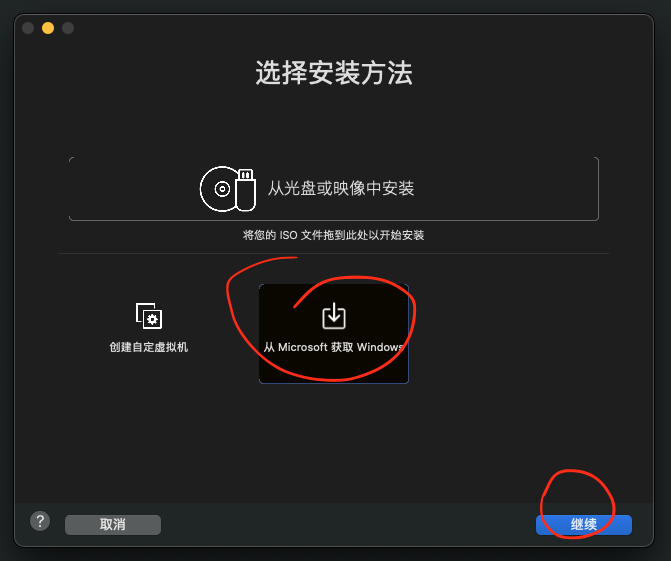 选择安装方法
从光盘或映像中安装
将您的 ISO 文件拖到此处以开始安装
创建自定虚拟机
从 Microsoft 获取 Windows
?
取消
继续